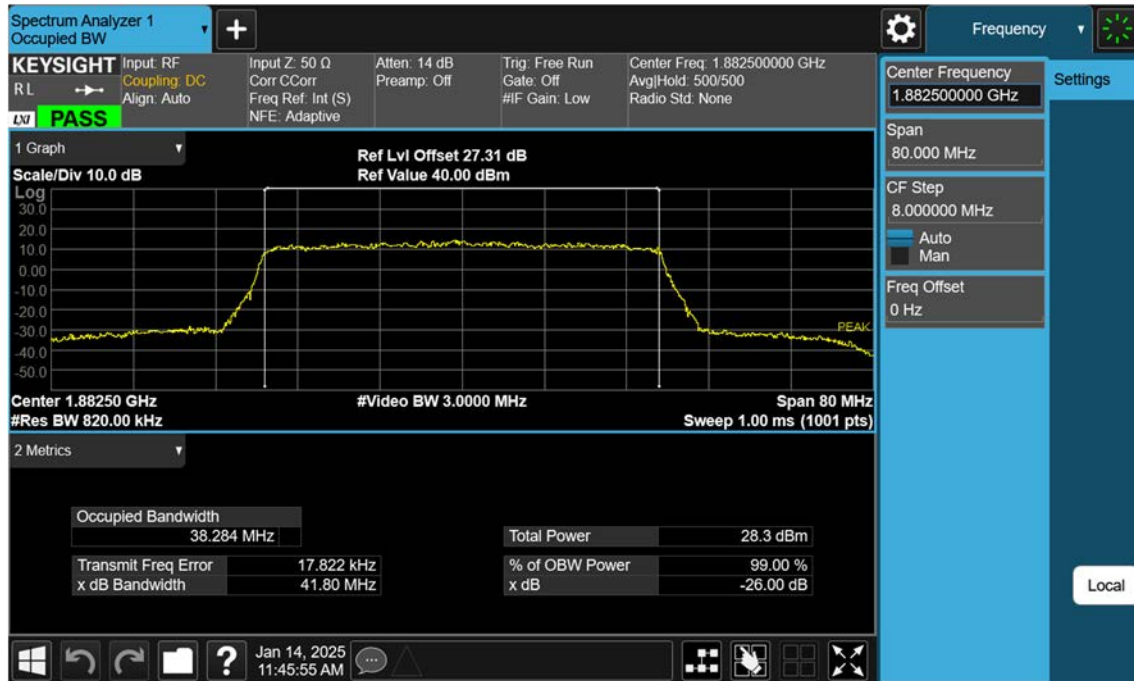 Spectrum Analyzer 1
Occupied BW
+
Frequency
KEYSIGHT
R L
LXI
PASS
Input: RF
Coupling: DC
Align: Auto
Input Z: 50 Ω
Corr CCorr
Freq Ref: Int (S)
NFE: Adaptive
Atten: 14 dB
Preamp: Off
Trig: Free Run
Gate: Off
#IF Gain: Low
Center Freq: 1.882500000 GHz
Avg|Hold: 500/500
Radio Std: None
Center Frequency
1.882500000 GHz
Settings
Span
80.000 MHz
CF Step
8.000000 MHz
Auto
Man
Freq Offset
0 Hz
Local
1 Graph
Scale/Div 10.0 dB
Ref Lvl Offset 27.31 dB
Ref Value 40.00 dBm
Log
30.0
20.0
10.0
0.00
-10.0
-20.0
-30.0
-40.0
-50.0
PEAK
Center 1.88250 GHz
#Video BW 3.0000 MHz
Span 80 MHz
#Res BW 820.00 kHz
Sweep 1.00 ms (1001 pts)
2 Metrics
Occupied Bandwidth
38.284 MHz
Total Power 28.3 dBm
Transmit Freq Error 17.822 kHz
% of OBW Power 99.00 %
x dB Bandwidth 41.80 MHz
x dB -26.00 dB
?
Jan 14, 2025
11:45:55 AM